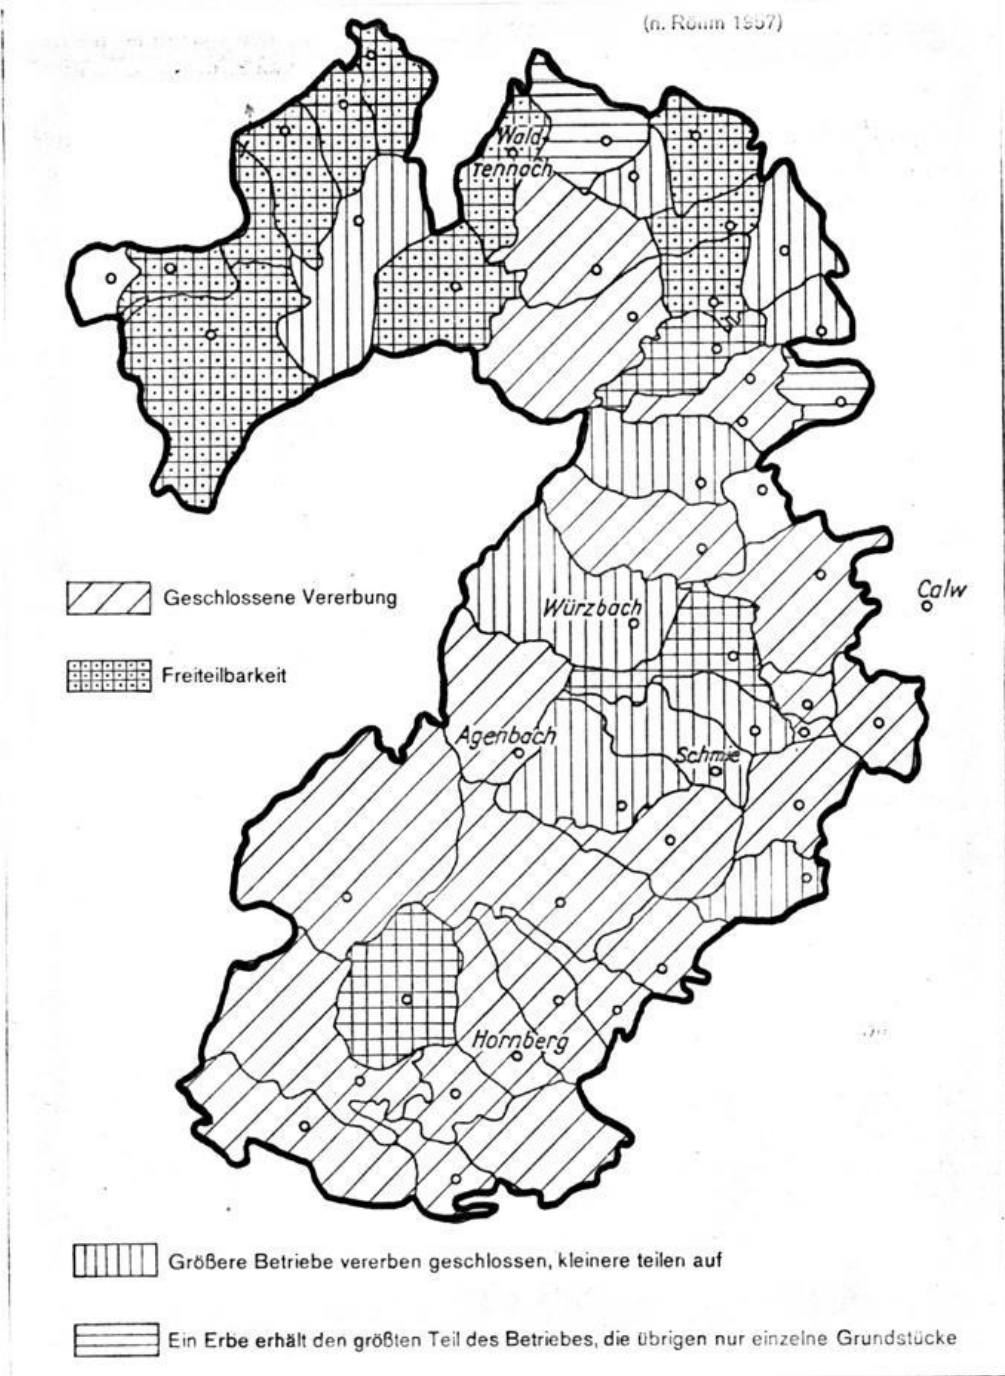 (n. Röhm 1957)
Wald-
rennach
Geschlossene Vererbung
Calw
Würzbach
Freiteilbarkeit
Agenbach
Schmie
Hornberg
Größere Betriebe vererben geschlossen, kleinere teilen auf
Ein Erbe erhält den größten Teil des Betriebes, die übrigen nur einzelne Grundstücke